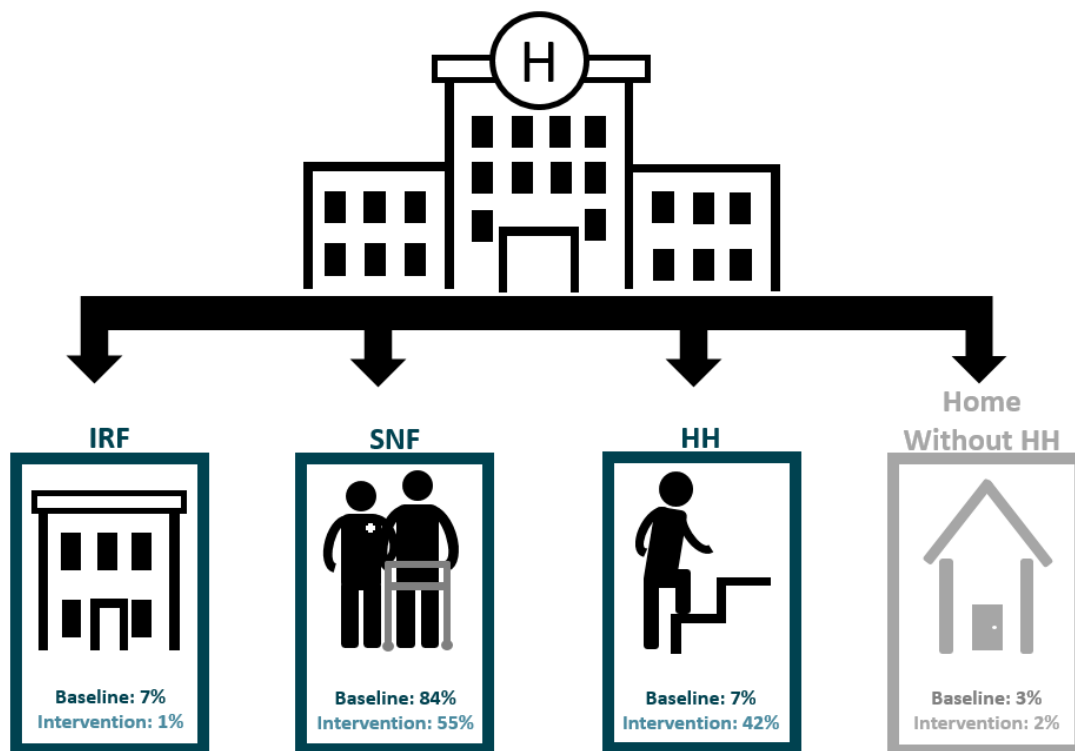 H
IRF
Baseline: 7%
Intervention: 1%
SNF
Baseline: 84%
Intervention: 55%
HH
Baseline: 7%
Intervention: 42%
Home
Without HH
Baseline: 3%
Intervention: 2%